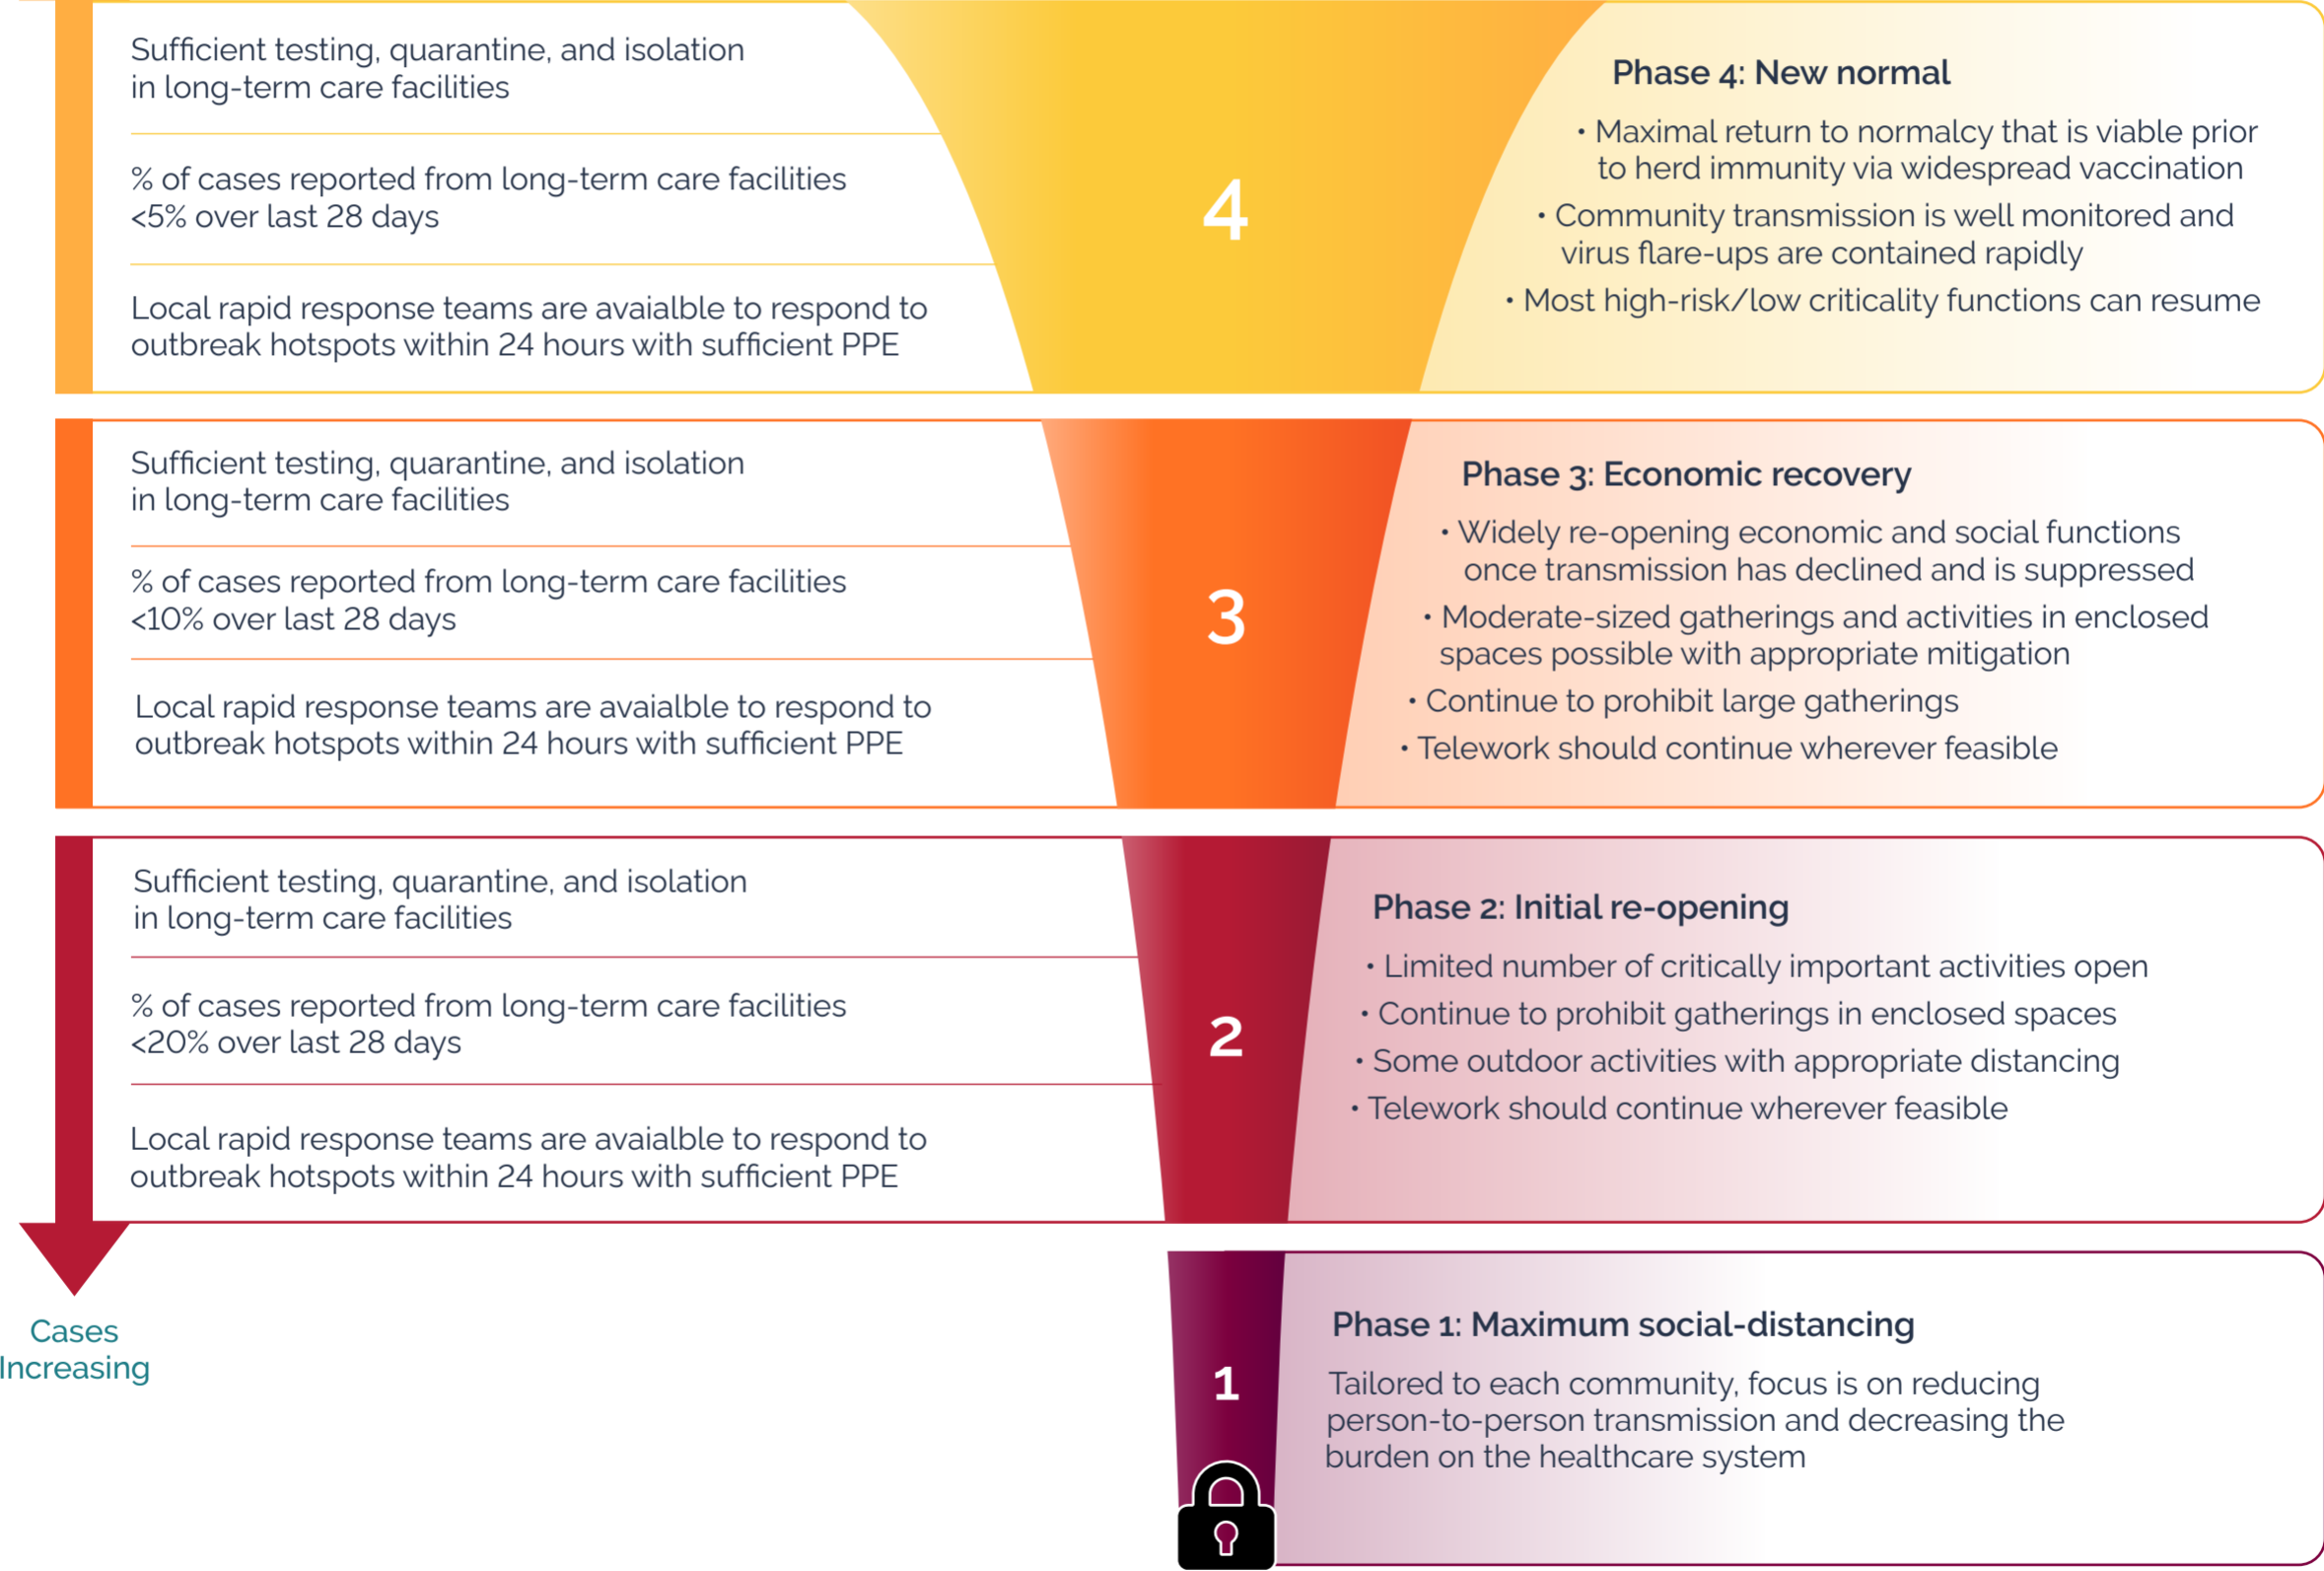 Sufficient testing, quarantine, and isolation
in long-term care facilities
% of cases reported from long-term care facilities
<5% over last 28 days
Local rapid response teams are avaialble to respond to
outbreak hotspots within 24 hours with sufficient PPE
4
Phase 4: New normal
• Maximal return to normalcy that is viable prior
to herd immunity via widespread vaccination
• Community transmission is well monitored and
virus flare-ups are contained rapidly
• Most high-risk/low criticality functions can resume
Sufficient testing, quarantine, and isolation
in long-term care facilities
% of cases reported from long-term care facilities
<10% over last 28 days
Local rapid response teams are avaialble to respond to
outbreak hotspots within 24 hours with sufficient PPE
3
Phase 3: Economic recovery
• Widely re-opening economic and social functions
once transmission has declined and is suppressed
• Moderate-sized gatherings and activities in enclosed
spaces possible with appropriate mitigation
• Continue to prohibit large gatherings
• Telework should continue wherever feasible
Sufficient testing, quarantine, and isolation
in long-term care facilities
% of cases reported from long-term care facilities
<20% over last 28 days
Local rapid response teams are avaialble to respond to
outbreak hotspots within 24 hours with sufficient PPE
2
Phase 2: Initial re-opening
• Limited number of critically important activities open
• Continue to prohibit gatherings in enclosed spaces
• Some outdoor activities with appropriate distancing
• Telework should continue wherever feasible
Cases
Increasing
1
Phase 1: Maximum social-distancing
Tailored to each community, focus is on reducing
person-to-person transmission and decreasing the
burden on the healthcare system